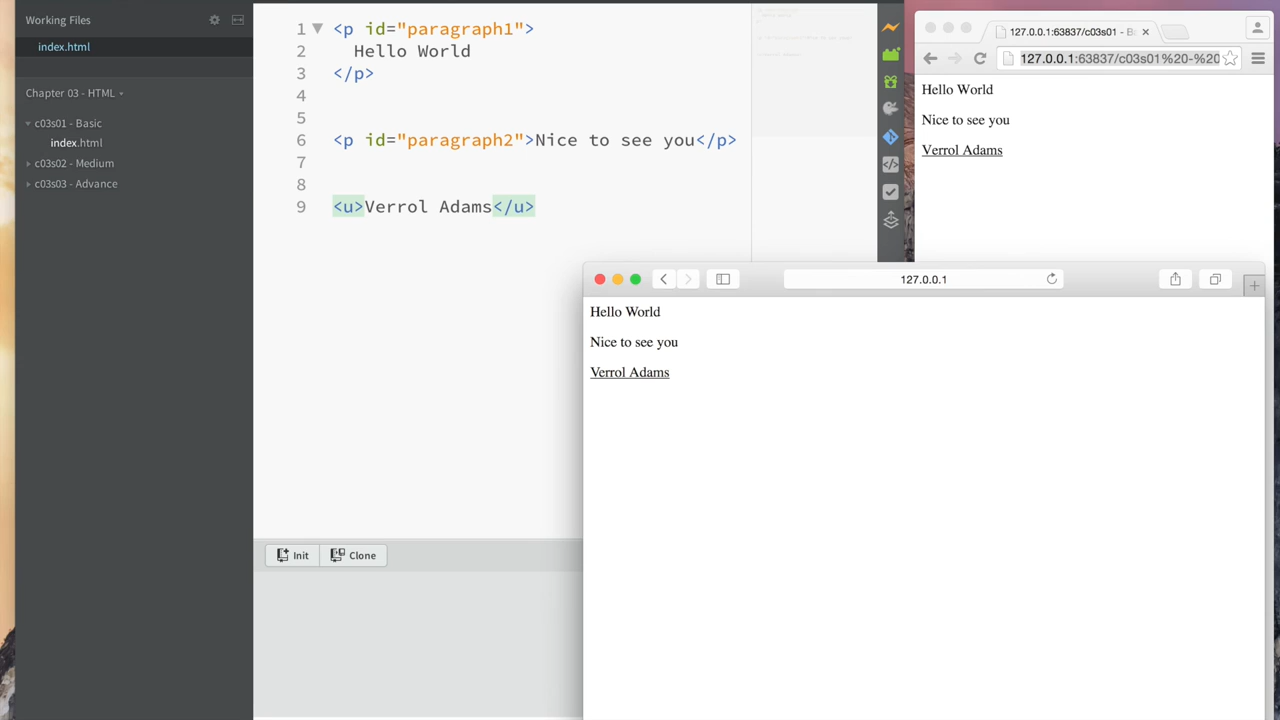 Working Files
index.html
Chapter 03 - HTML
c03s01 - Basic
index.html
c03s02 - Medium
c03s03 - Advance
1 <p id="paragraph1">
2 Hello World
3 </p>
4
5
6 <p id="paragraph2">Nice to see you</p>
7
8
9 <u>Verrol Adams</u>
Init Clone
127.0.0.1:63837/c03s01 - B
127.0.0.1:63837/c03s01%20-%20
Hello World
Nice to see you
Verrol Adams
127.0.0.1
Hello World
Nice to see you
Verrol Adams